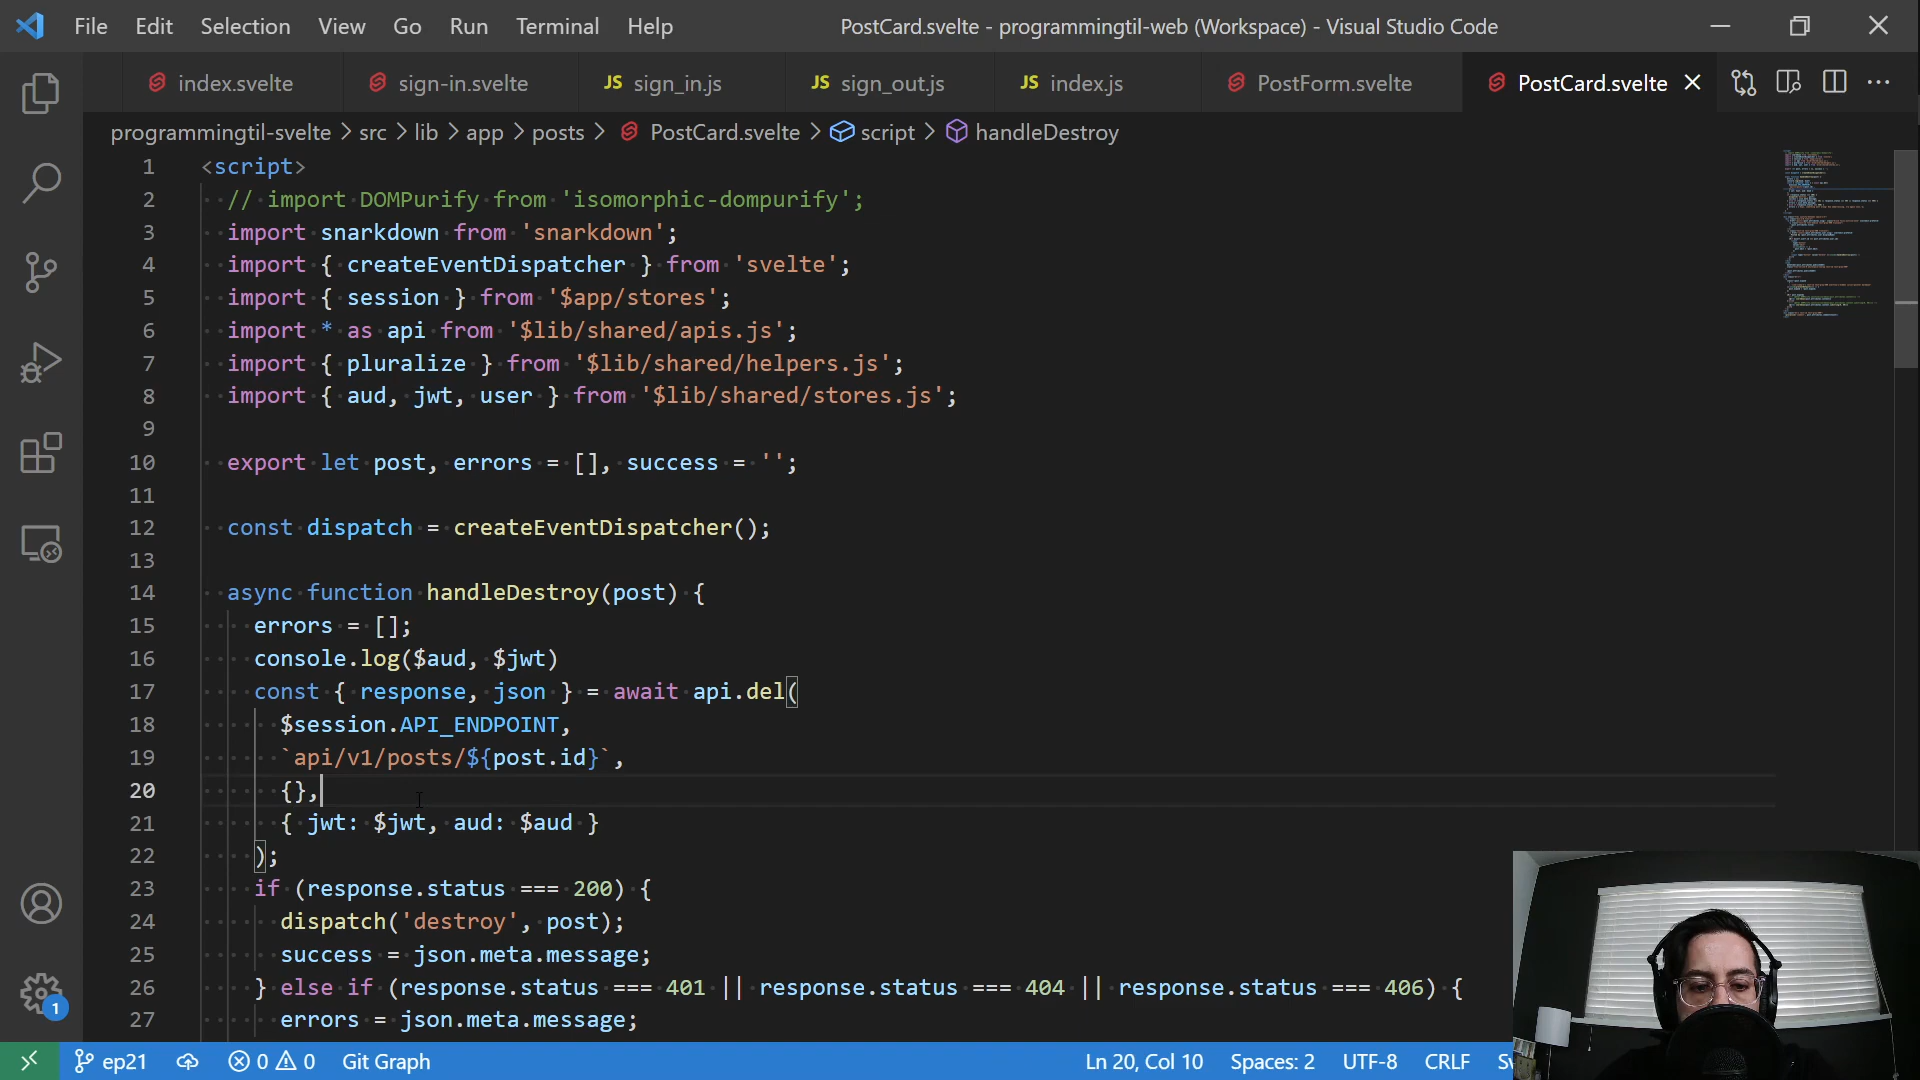 File Edit Selection View Go Run Terminal Help PostCard.svelte - programmingtil-web (Workspace) - Visual Studio Code
index.svelte sign-in.svelte JS sign_in.js JS sign_out.js JS index.js PostForm.svelte PostCard.svelte
programmingtil-svelte > src > lib > app > posts > PostCard.svelte > script > handleDestroy
1 <script>
2 // import DOMPurify from 'isomorphic-dompurify';
3 import snarkdown from 'snarkdown';
4 import { createEventDispatcher } from 'svelte';
5 import { session } from '$app/stores';
6 import * as api from '$lib/shared/apis.js';
7 import { pluralize } from '$lib/shared/helpers.js';
8 import { aud, jwt, user } from '$lib/shared/stores.js';
9
10 export let post, errors = [], success = '';
11
12 const dispatch = createEventDispatcher();
13
14 async function handleDestroy(post) {
15 errors = [];
16 console.log($aud, $jwt)
17 const { response, json } = await api.del(
18 $session.API_ENDPOINT,
19 `api/v1/posts/${post.id}`,
20 {},
21 { jwt: $jwt, aud: $aud }
22 );
23 if (response.status === 200) {
24 dispatch('destroy', post);
25 success = json.meta.message;
26 } else if (response.status === 401 || response.status === 404 || response.status === 406) {
27 errors = json.meta.message;
1
ep21 0 0 Git Graph Ln 20, Col 10 Spaces: 2 UTF-8 CRLF